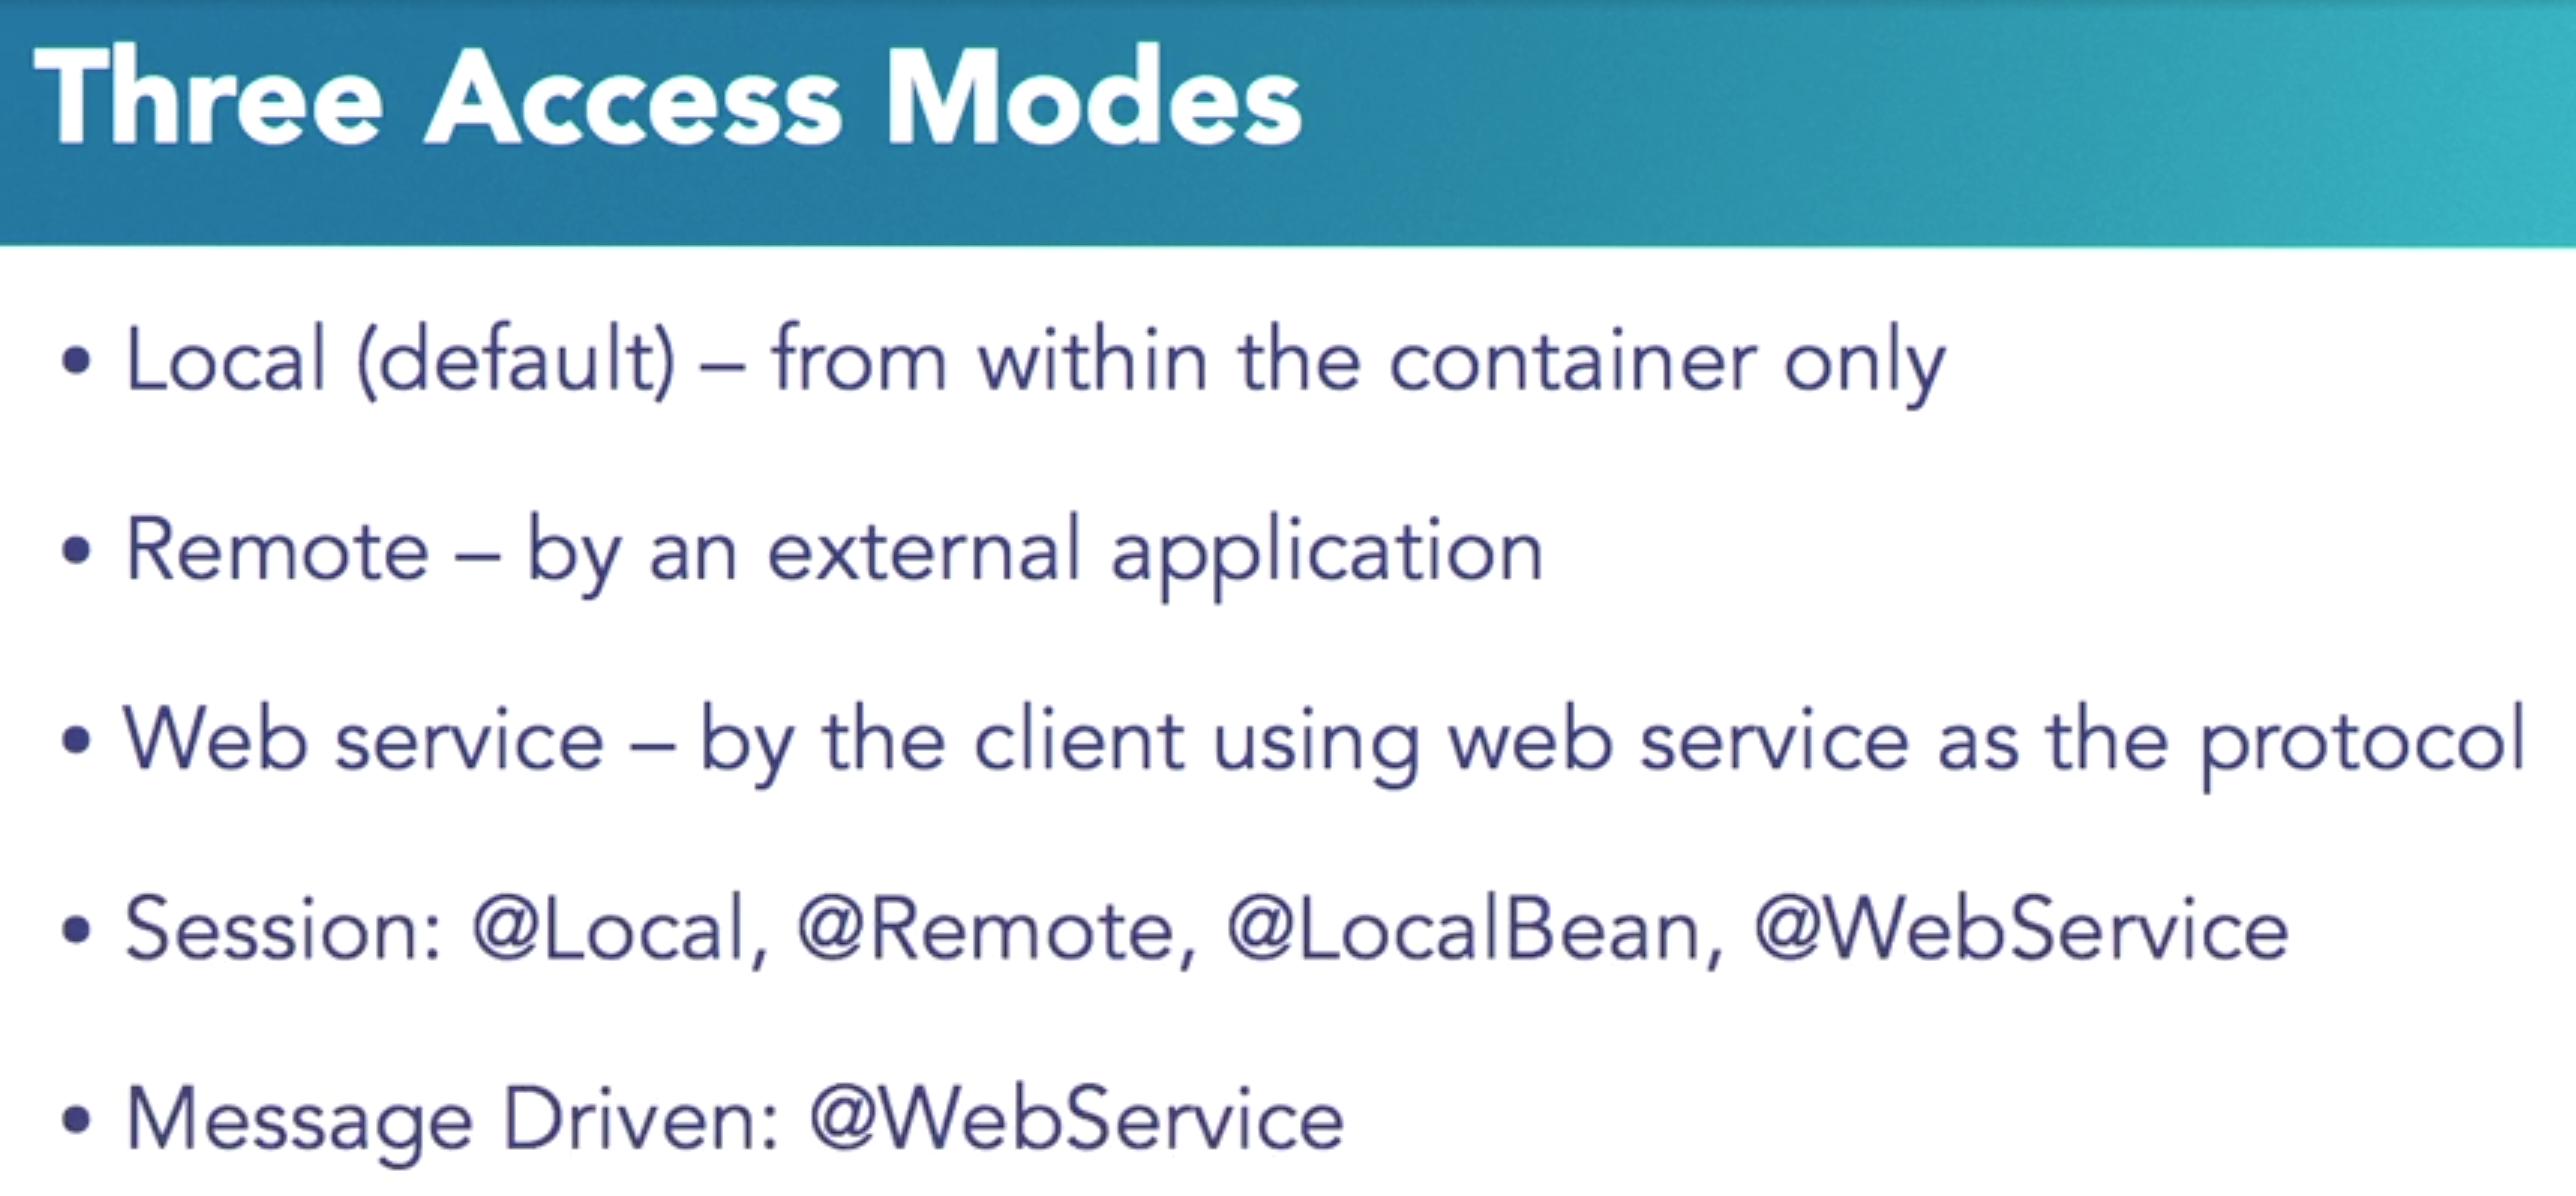 Three Access Modes
• Local (default) – from within the container only
• Remote – by an external application
• Web service – by the client using web service as the protocol
• Session: @Local, @Remote, @LocalBean, @WebService
• Message Driven: @WebService